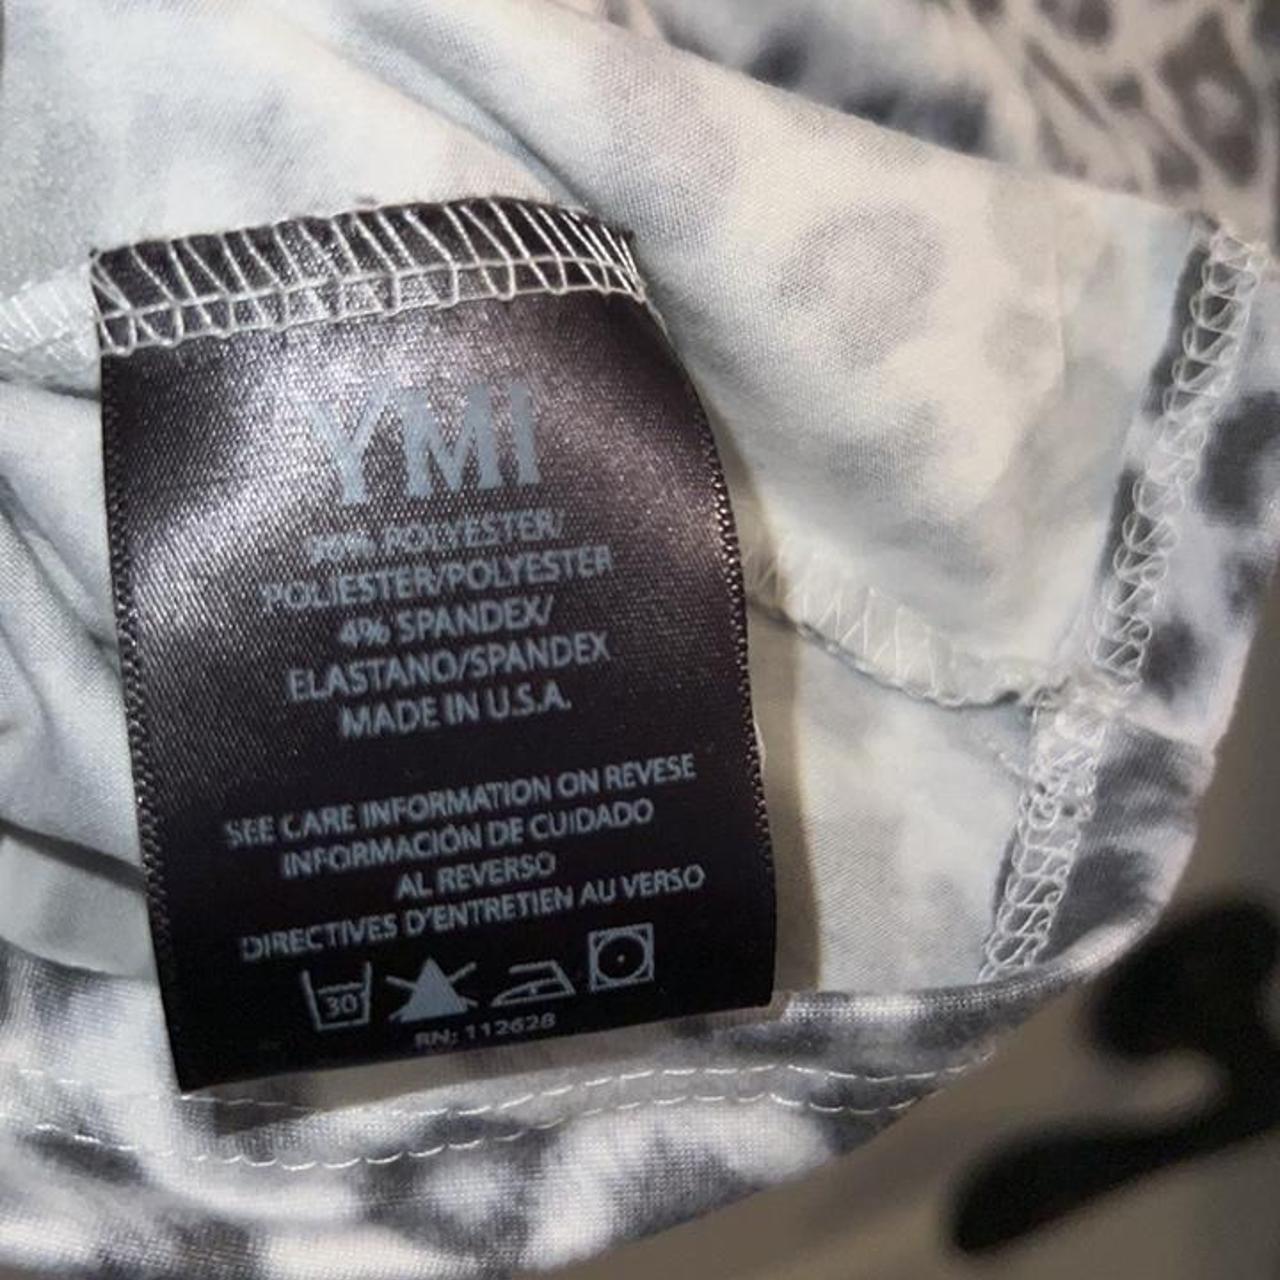 YMI
POLYESTER/
POLIESTER/POLYESTER
4% SPANDEX/
ELASTANO/SPANDEX
MADE IN U.S.A.
SEE CARE INFORMATION ON REVESE
INFORMACIÓN DE CUIDADO
AL REVERSO
DIRECTIVES D'ENTRETIEN AU VERSO
30
RN: 112628